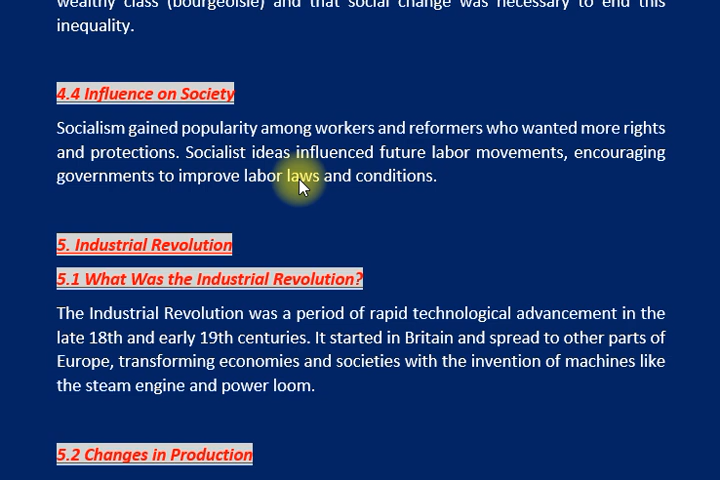 wealthy class (bourgeoisie) and that social change was necessary to end this
inequality.
4.4 Influence on Society
Socialism gained popularity among workers and reformers who wanted more rights
and protections. Socialist ideas influenced future labor movements, encouraging
governments to improve labor laws and conditions.
5. Industrial Revolution
5.1 What Was the Industrial Revolution?
The Industrial Revolution was a period of rapid technological advancement in the
late 18th and early 19th centuries. It started in Britain and spread to other parts of
Europe, transforming economies and societies with the invention of machines like
the steam engine and power loom.
5.2 Changes in Production